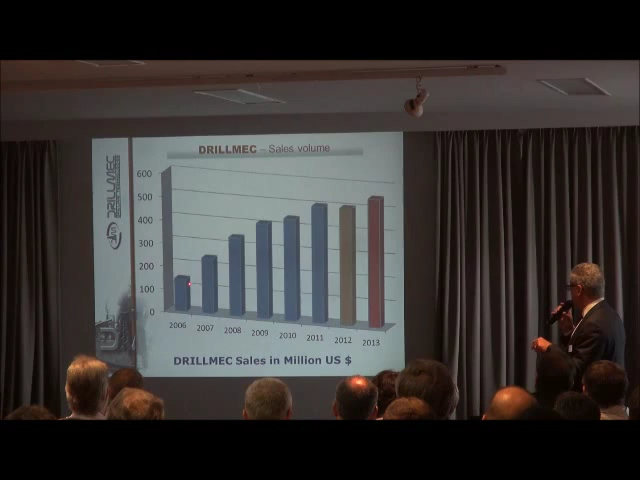 DRILLMEC – Sales volume
DRILLMEC
600
500
400
300
200
100
0
2006 2007 2008 2009 2010 2011 2012 2013
DRILLMEC Sales in Million US $